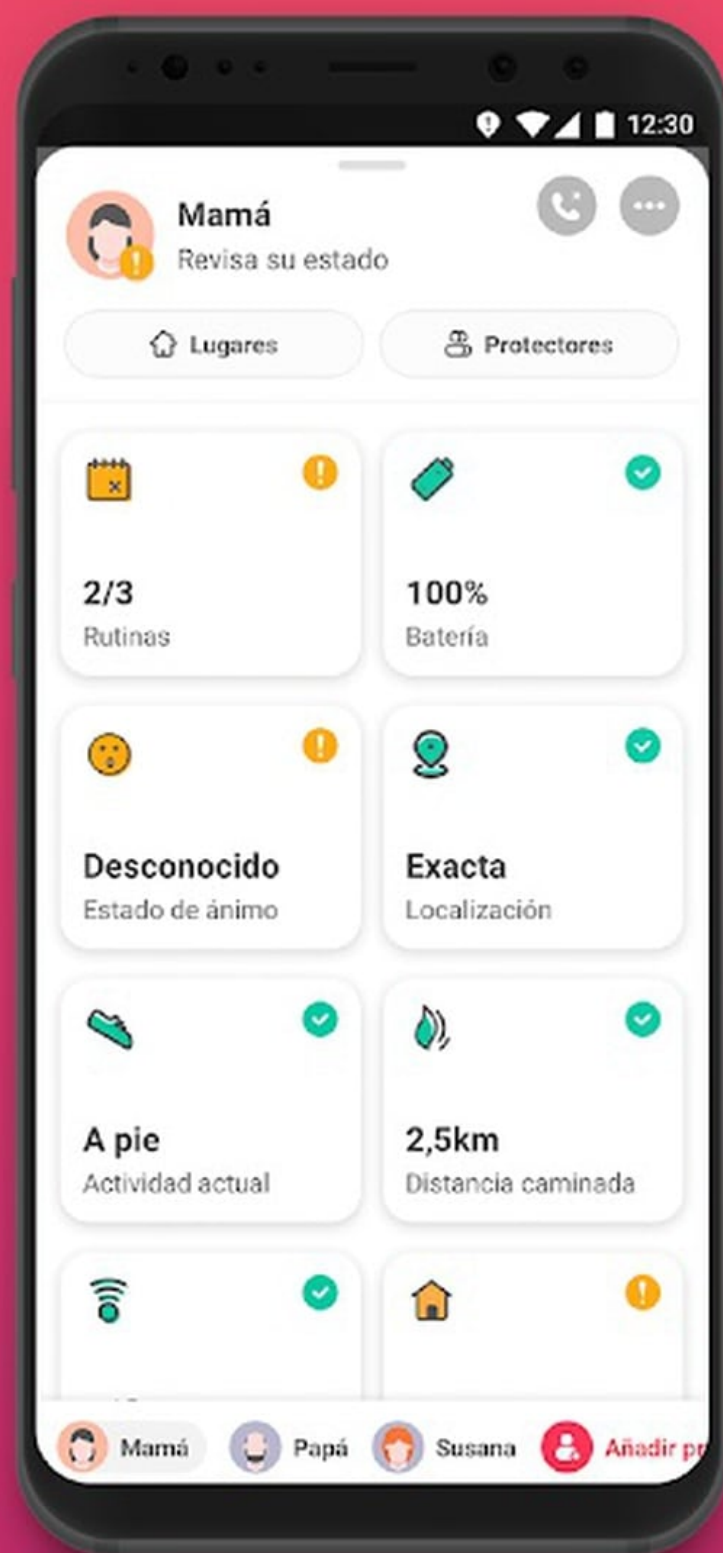 12:30
Mamá
Revisa su estado
Lugares
Protectores
2/3
Rutinas
100%
Batería
Desconocido
Estado de ánimo
Exacta
Localización
A pie
Actividad actual
2,5km
Distancia caminada
Mamá
Papá
Susana
Añadir